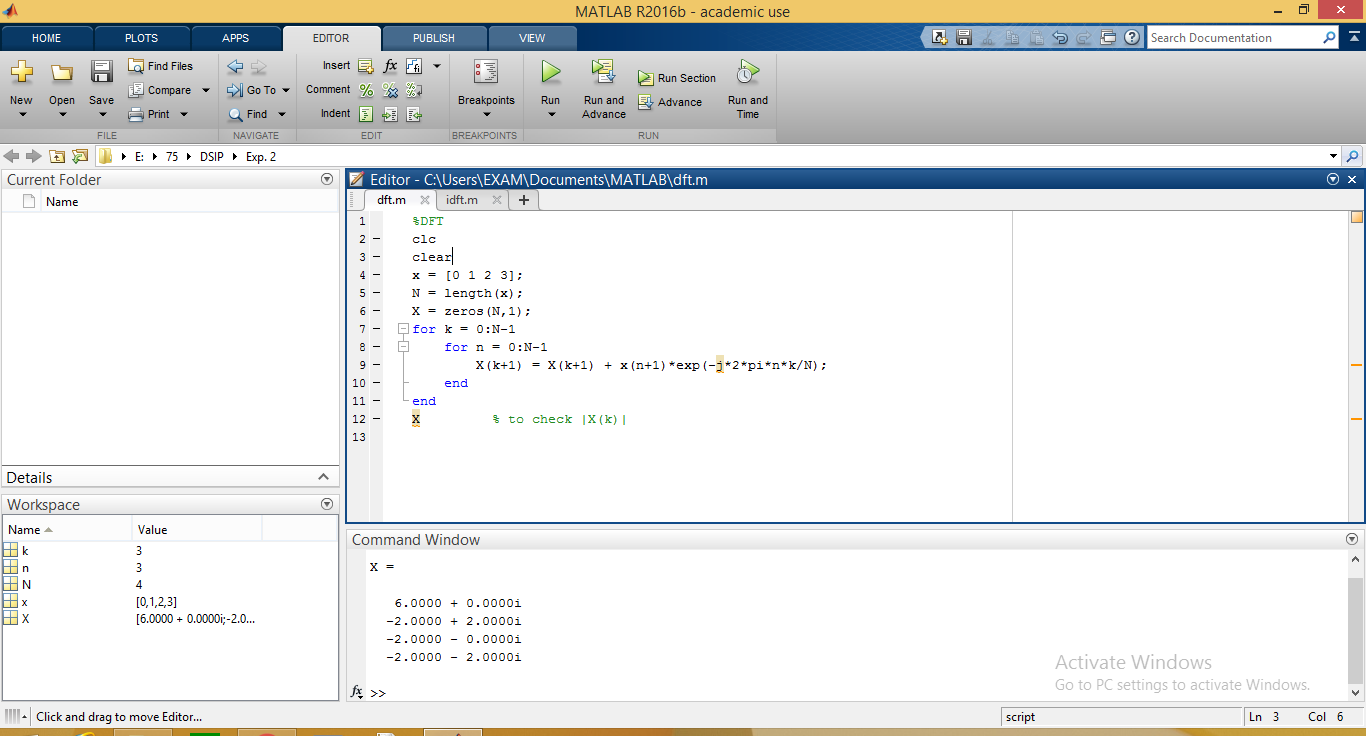 MATLAB R2016b - academic use
HOME PLOTS APPS EDITOR PUBLISH VIEW
Search Documentation
New Open Save
Find Files
Compare
Print
Go To
Find
Insert fx
Comment
Indent
Breakpoints
Run
Run and Advance
Run Section
Advance
Run and Time
FILE NAVIGATE EDIT BREAKPOINTS RUN
E: 75 DSIP Exp. 2
Current Folder
Name
Details
Workspace
Name Value
k 3
n 3
N 4
x [0,1,2,3]
X [6.0000 + 0.0000i;-2.0...
Editor - C:\Users\EXAM\Documents\MATLAB\dft.m
dft.m idft.m +
1 %DFT
2 – clc
3 – clear
4 – x = [0 1 2 3];
5 – N = length(x);
6 – X = zeros(N,1);
7 – for k = 0:N-1
8 – for n = 0:N-1
9 – X(k+1) = X(k+1) + x(n+1)*exp(-j*2*pi*n*k/N);
10 – end
11 – end
12 – X % to check |X(k)|
13
Command Window
X =
6.0000 + 0.0000i
-2.0000 + 2.0000i
-2.0000 - 0.0000i
-2.0000 - 2.0000i
fx >>
Activate Windows
Go to PC settings to activate Windows.
Click and drag to move Editor...
script
Ln 3 Col 6